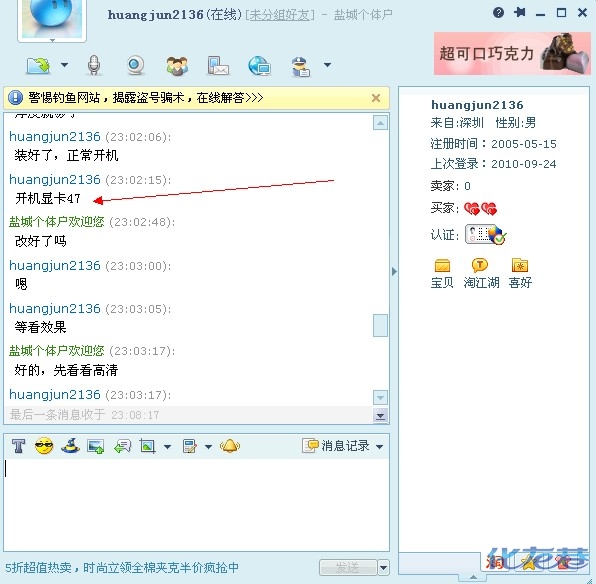 huangjun2136(在线) [未分组好友] - 盐城个体户
超可口巧克力
警惕钓鱼网站，揭露盗号骗术，在线解答>>>
huangjun2136 (23:02:06):
装好了，正常开机
huangjun2136 (23:02:15):
开机显卡47
盐城个体户欢迎您 (23:02:48):
改好了吗
huangjun2136 (23:03:00):
嗯
huangjun2136 (23:03:05):
等看效果
盐城个体户欢迎您 (23:03:17):
好的，先看看高清
huangjun2136 (23:03:17):
最后一条消息收于 23:08:17
消息记录
5折超值热卖，时尚立领全棉夹克半价疯抢中
发送
huangjun2136
来自:深圳 性别:男
注册时间：2005-05-15
上次登录：2010-09-24
卖家: 0
买家:
认证:
宝贝 淘江湖 喜好